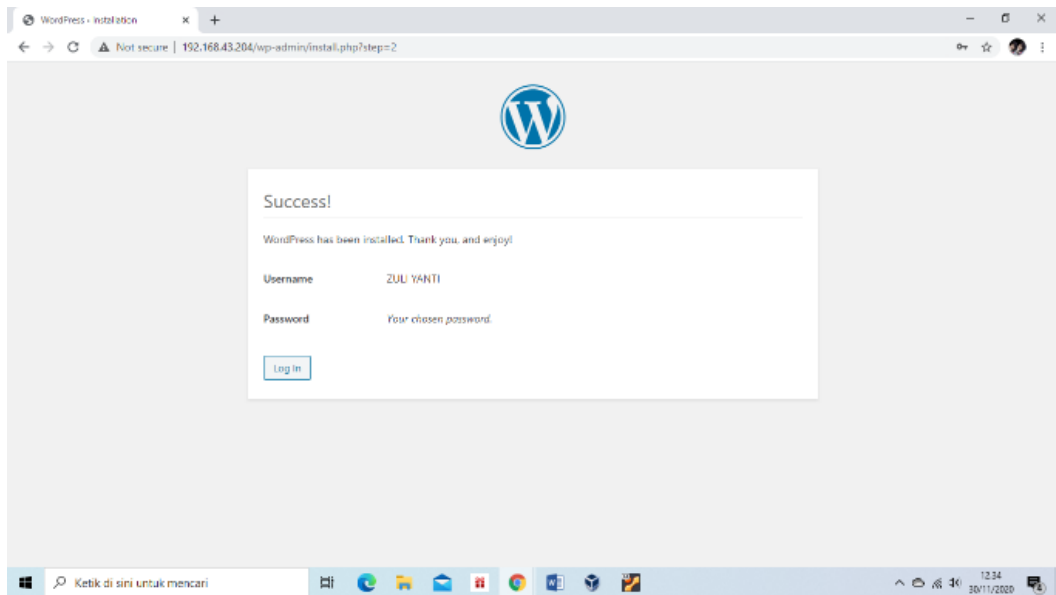 WordPress › Installation
Not secure | 192.168.43.204/wp-admin/install.php?step=2
Success!
WordPress has been installed. Thank you, and enjoy!
Username ZULI YANTI
Password Your chosen password.
Log In
Ketik di sini untuk mencari
12.34
30/11/2020